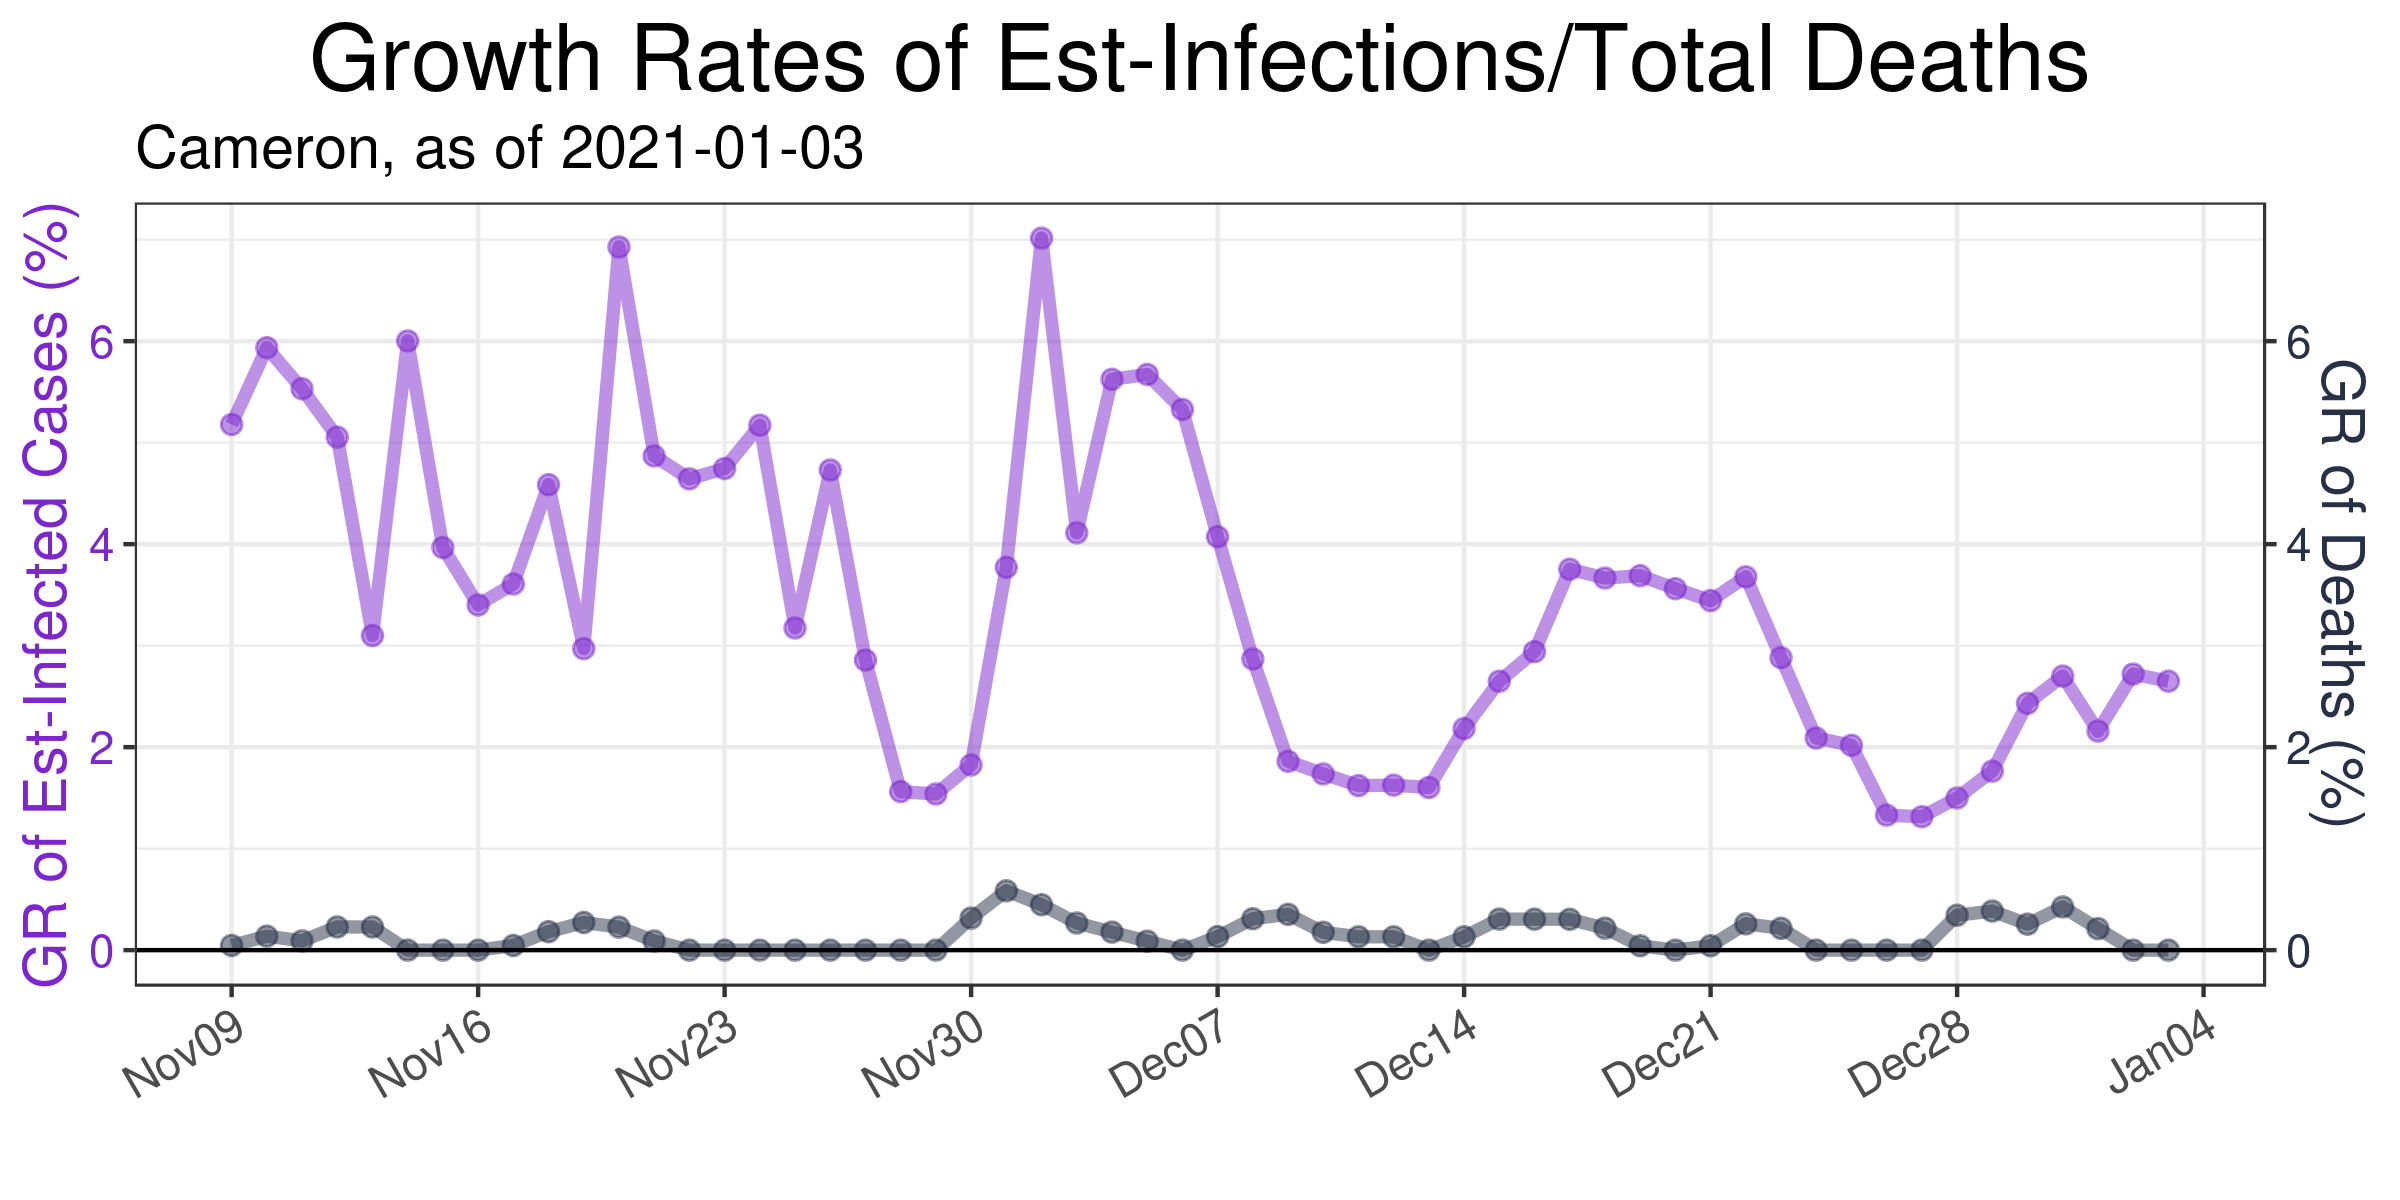 Growth Rates of Est-Infections/Total Deaths
Cameron, as of 2021-01-03
GR of Est-Infected Cases (%)
6
4
2
0
6
4
2
0
GR of Deaths (%)
Nov09
Nov16
Nov23
Nov30
Dec07
Dec14
Dec21
Dec28
Jan04